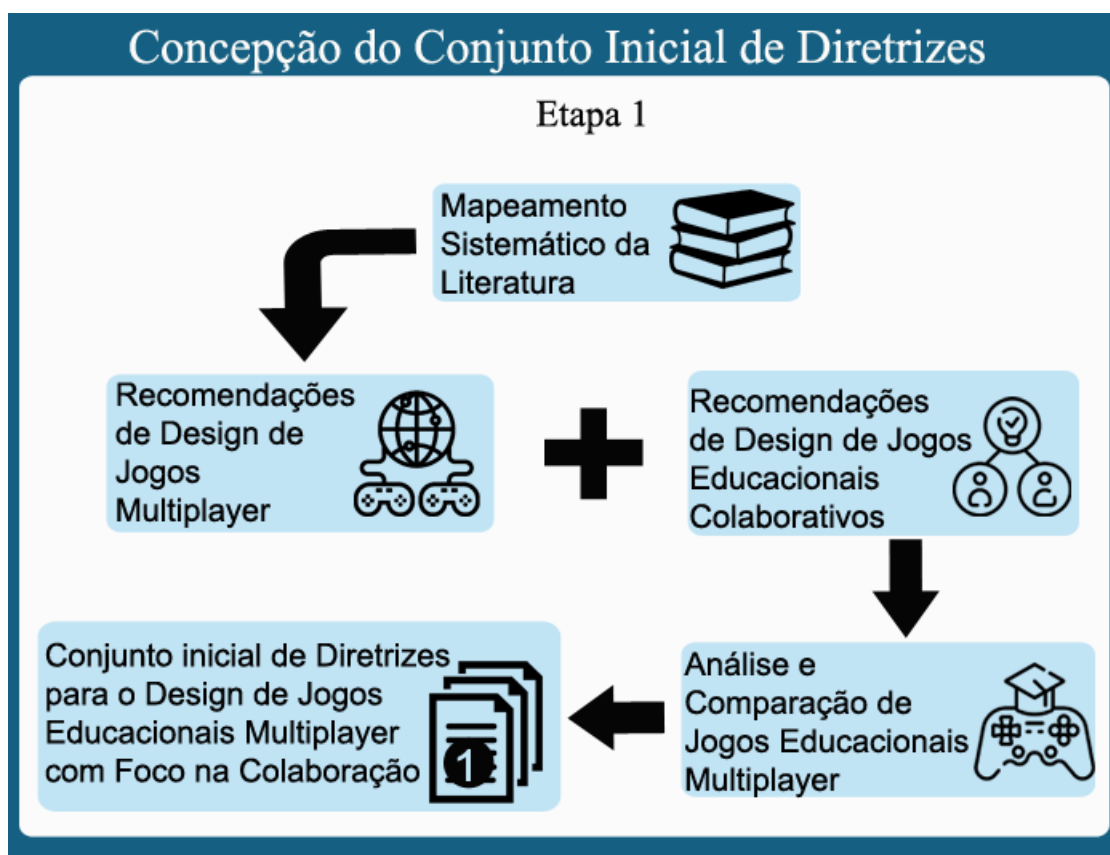 Concepção do Conjunto Inicial de Diretrizes
Etapa 1
Mapeamento
Sistemático da
Literatura
Recomendações
de Design de
Jogos
Multiplayer
Recomendações
de Design de Jogos
Educacionais
Colaborativos
Análise e
Comparação de
Jogos Educacionais
Multiplayer
Conjunto inicial de Diretrizes
para o Design de Jogos
Educacionais Multiplayer
com Foco na Colaboração
1